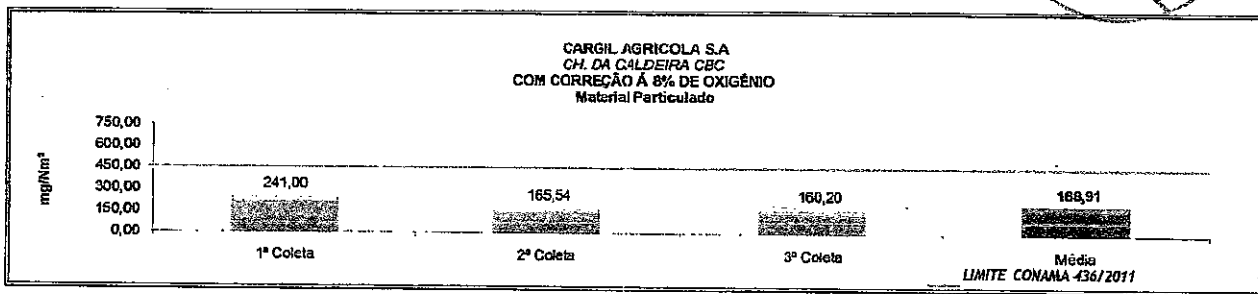 CARGIL AGRICOLA S.A
CH. DA CALDEIRA CBC
COM CORREÇÃO Á 8% DE OXIGÊNIO
Material Particulado
mg/Nm³
750,00
600,00
450,00
300,00
150,00
0,00
241,00
165,54
160,20
168,91
1ª Coleta
2ª Coleta
3ª Coleta
Média
LIMITE CONAMA 436/2011